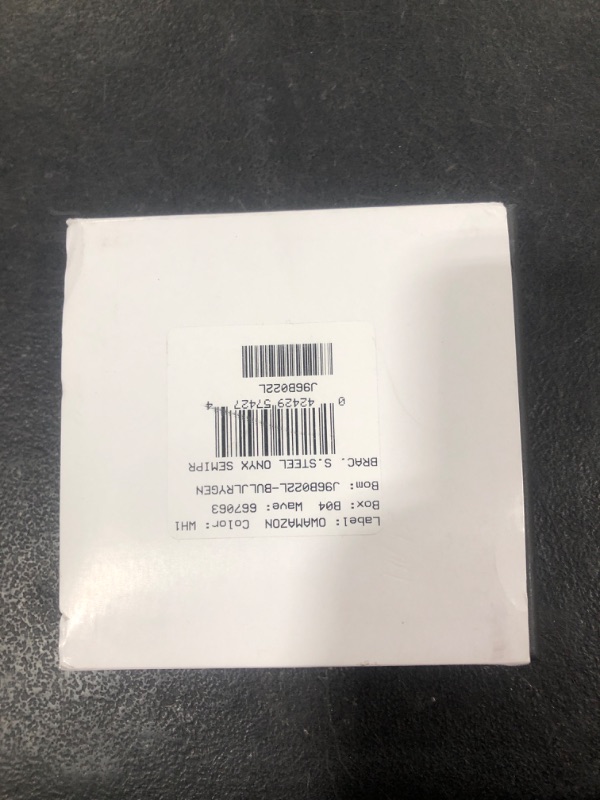 Label: OWAMAZON Color: WH1
Box: B04 Wave: 667063
Bom: J96B022L-BULJLRYGEN
BRAC. S.STEEL ONYX SEMIPR
0 42429 57427 4
J96B022L